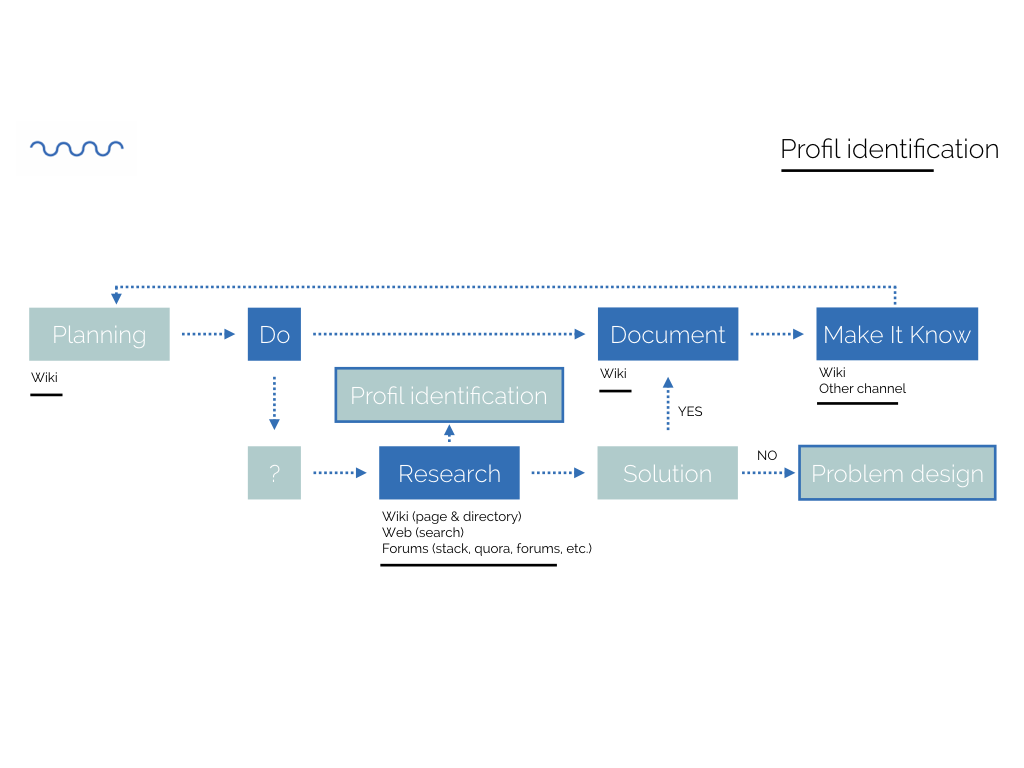 Profil identification
Planning
Do
Document
Make It Know
Wiki
Wiki
Wiki
Other channel
Profil identification
YES
?
Research
Solution
NO
Problem design
Wiki (page & directory)
Web (search)
Forums (stack, quora, forums, etc.)